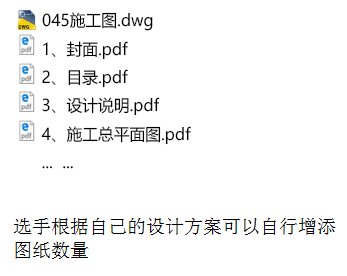 045施工图.dwg
1、封面.pdf
2、目录.pdf
3、设计说明.pdf
4、施工总平面图.pdf
... ...
选手根据自己的设计方案可以自行增添
图纸数量